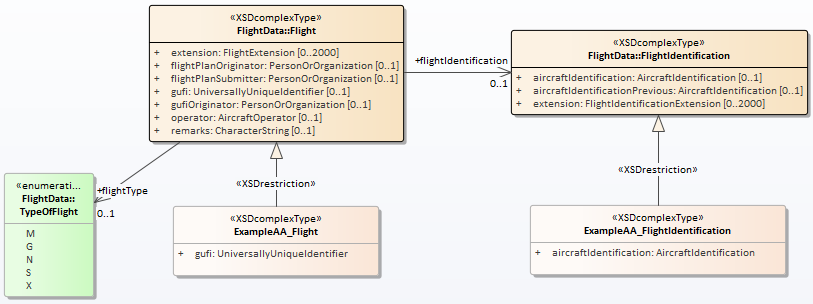 «XSDcomplexType»
FlightData::Flight
+ extension: FlightExtension [0..2000]
+ flightPlanOriginator: PersonOrOrganization [0..1]
+ flightPlanSubmitter: PersonOrOrganization [0..1]
+ gufi: UniversallyUniqueIdentifier [0..1]
+ gufiOriginator: PersonOrOrganization [0..1]
+ operator: AircraftOperator [0..1]
+ remarks: CharacterString [0..1]
+flightIdentification
0..1
«XSDcomplexType»
FlightData::FlightIdentification
+ aircraftIdentification: AircraftIdentification [0..1]
+ aircraftIdentificationPrevious: AircraftIdentification [0..1]
+ extension: FlightIdentificationExtension [0..2000]
«enumerati...
FlightData::
TypeOfFlight
M
G
N
S
X
+flightType
0..1
«XSDrestriction»
«XSDcomplexType»
ExampleAA_Flight
+ gufi: UniversallyUniqueIdentifier
«XSDrestriction»
«XSDcomplexType»
ExampleAA_FlightIdentification
+ aircraftIdentification: AircraftIdentification